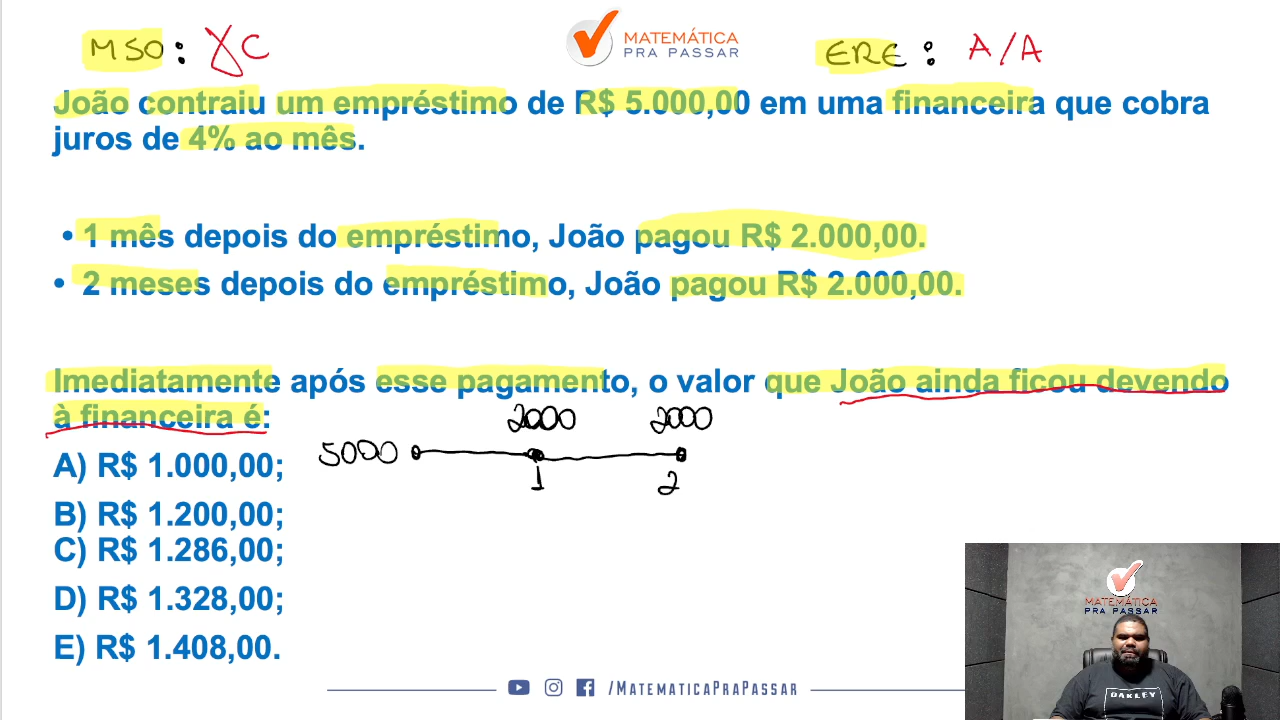 MSO: JC
MATEMÁTICA
PRA PASSAR
ERE: A/A
João contraiu um empréstimo de R$ 5.000,00 em uma financeira que cobra
juros de 4% ao mês.
• 1 mês depois do empréstimo, João pagou R$ 2.000,00.
• 2 meses depois do empréstimo, João pagou R$ 2.000,00.
Imediatamente após esse pagamento, o valor que João ainda ficou devendo
à financeira é:
2000 2000
5000
1 2
A) R$ 1.000,00;
B) R$ 1.200,00;
C) R$ 1.286,00;
D) R$ 1.328,00;
E) R$ 1.408,00.
MATEMÁTICA
PRA PASSAR
OAKLEY
/MATEMATICAPRAPASSAR